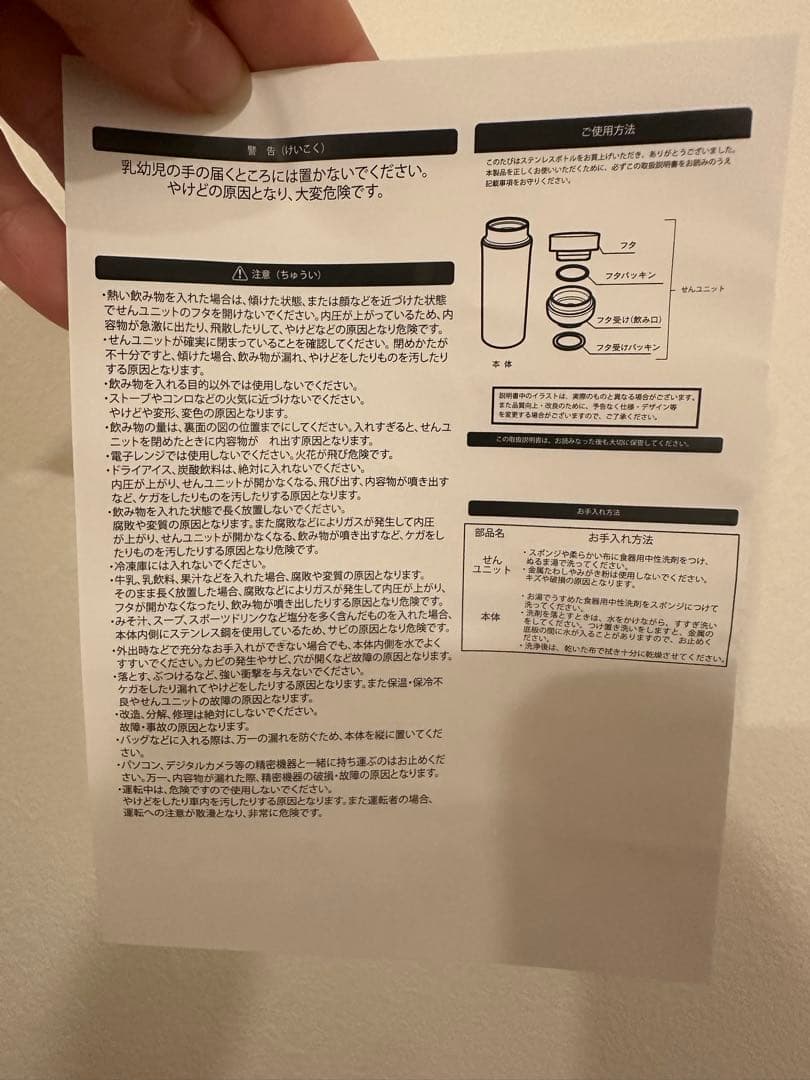 警 告 (けいこく)
乳幼児の手の届くところには置かないでください。
やけどの原因となり、大変危険です。
注意 (ちゅうい)
・熱い飲み物を入れた場合は、傾けた状態、または顔などを近づけた状態
でせんユニットのフタを開けないでください。内圧が上がっているため、内
容物が急激に出たり、飛散したりして、やけどなどの原因となり危険です。
・せんユニットが確実に閉まっていることを確認してください。 閉めかたが
不十分ですと、傾けた場合、飲み物が漏れ、やけどをしたりものを汚したり
する原因となります。
・飲み物を入れる目的以外では使用しないでください。
・ストーブやコンロなどの火気に近づけないでください。
やけどや変形、変色の原因となります。
・飲み物の量は、裏面の図の位置までにしてください。入れすぎると、せんユ
ニットを閉めたときに内容物が れ出す原因となります。
・電子レンジでは使用しないでください。火花が飛び危険です。
・ドライアイス、炭酸飲料は、絶対に入れないでください。
内圧が上がり、せんユニットが開かなくなる、飛び出す、内容物が噴き出す
など、ケガをしたりものを汚したりする原因となります。
・飲み物を入れた状態で長く放置しないでください。
腐敗や変質の原因となります。また腐敗などによりガスが発生して内圧
が上がり、せんユニットが開かなくなる、飲み物が噴き出すなど、ケガをし
たりものを汚したりする原因となり危険です。
・冷凍庫には入れないでください。
・牛乳、乳飲料、果汁などを入れた場合、腐敗や変質の原因となります。
そのまま長く放置した場合、腐敗などによりガスが発生して内圧が上がり、
フタが開かなくなったり、飲み物が噴き出したりする原因となり危険です。
・みそ汁、スープ、スポーツドリンクなど塩分を多く含んだものを入れた場合、
本体内側にステンレス鋼を使用しているため、サビの原因となり危険です。
・外出時などで充分なお手入れができない場合でも、本体内側を水でよく
すすいでください。カビの発生やサビ、穴が開くなど故障の原因となります。
・落とす、ぶつけるなど、強い衝撃を与えないでください。
ケガをしたり漏れてやけどをしたりする原因となります。また保温・保冷不
良やせんユニットの故障の原因となります。
・改造、分解、修理は絶対にしないでください。
故障・事故の原因となります。
・バッグなどに入れる際は、万一の漏れを防ぐため、本体を縦に置いてくだ
さい。
・パソコン、デジタルカメラ等の精密機器と一緒に持ち運ぶのはお止めくだ
さい。万一、内容物が漏れた際、精密機器の破損・故障の原因となります。
・運転中は、危険ですので使用しないでください。
やけどをしたり車内を汚したりする原因となります。また運転者の場合、
運転への注意が散漫となり、非常に危険です。
ご使用方法
このたびはステンレスボトルをお買上げいただき、ありがとうございました。
本製品を正しくお使いいただくために、必ずこの取扱説明書をお読みのうえ
記載事項をお守りください。
フタ
フタパッキン
せんユニット
フタ受け(飲み口)
フタ受けパッキン
本 体
説明書中のイラストは、実際のものと異なる場合がございます。
また品質向上・改良のために、予告なく仕様・デザイン等
を変更する場合がございますので、ご了承ください。
この取扱説明書は、お読みなった後も大切に保管してください。
お手入れ方法
部品名
お手入れ方法
せん
ユニット
・スポンジや柔らかい布に食器用中性洗剤をつけ、
ぬるま湯で洗ってください。
・金属たわしやみがき粉は使用しないでください。
キズや破損の原因となります。
本体
・お湯でうすめた食器用中性洗剤をスポンジにつけて
洗ってください。
・洗剤を落とすときは、水をかけながら、すすぎ洗い
をしてください。つけ置き洗いをしますと、金属の
底板の間に水が入ることがありますので、お止めく
ださい。
・洗浄後は、乾いた布で拭き十分に乾燥させてください。